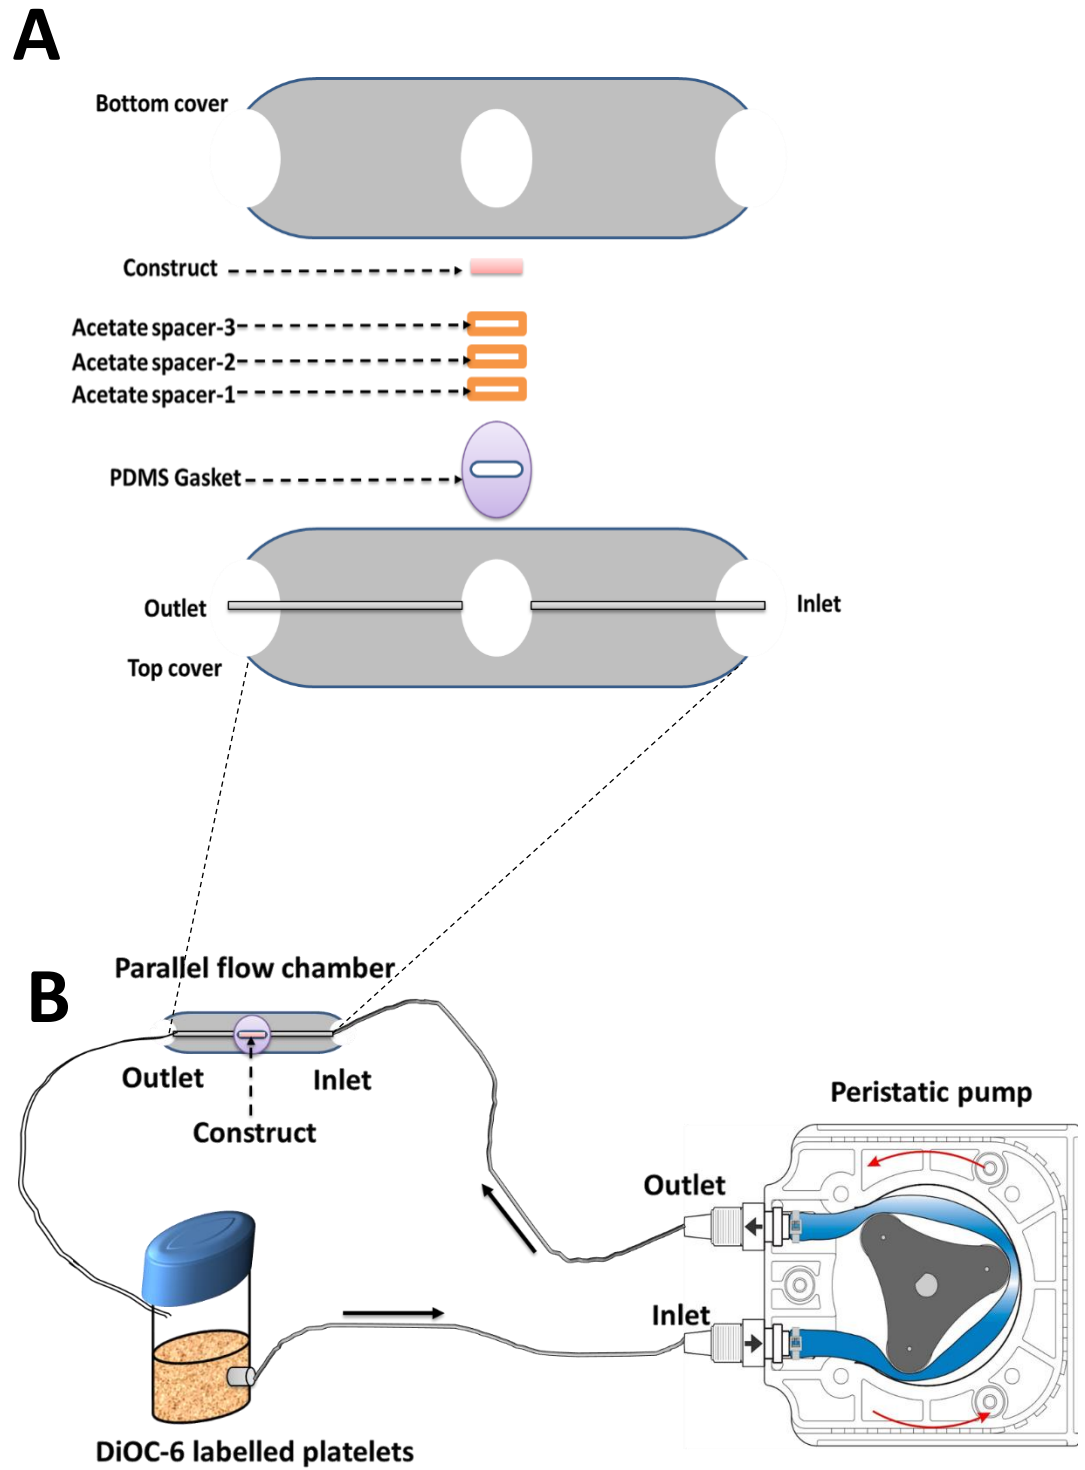 A
Bottom cover
Construct
Acetate spacer-3
Acetate spacer-2
Acetate spacer-1
PDMS Gasket
Outlet
Inlet
Top cover
Parallel flow chamber
B
Outlet
Inlet
Construct
Peristatic pump
Outlet
Inlet
DiOC-6 labelled platelets